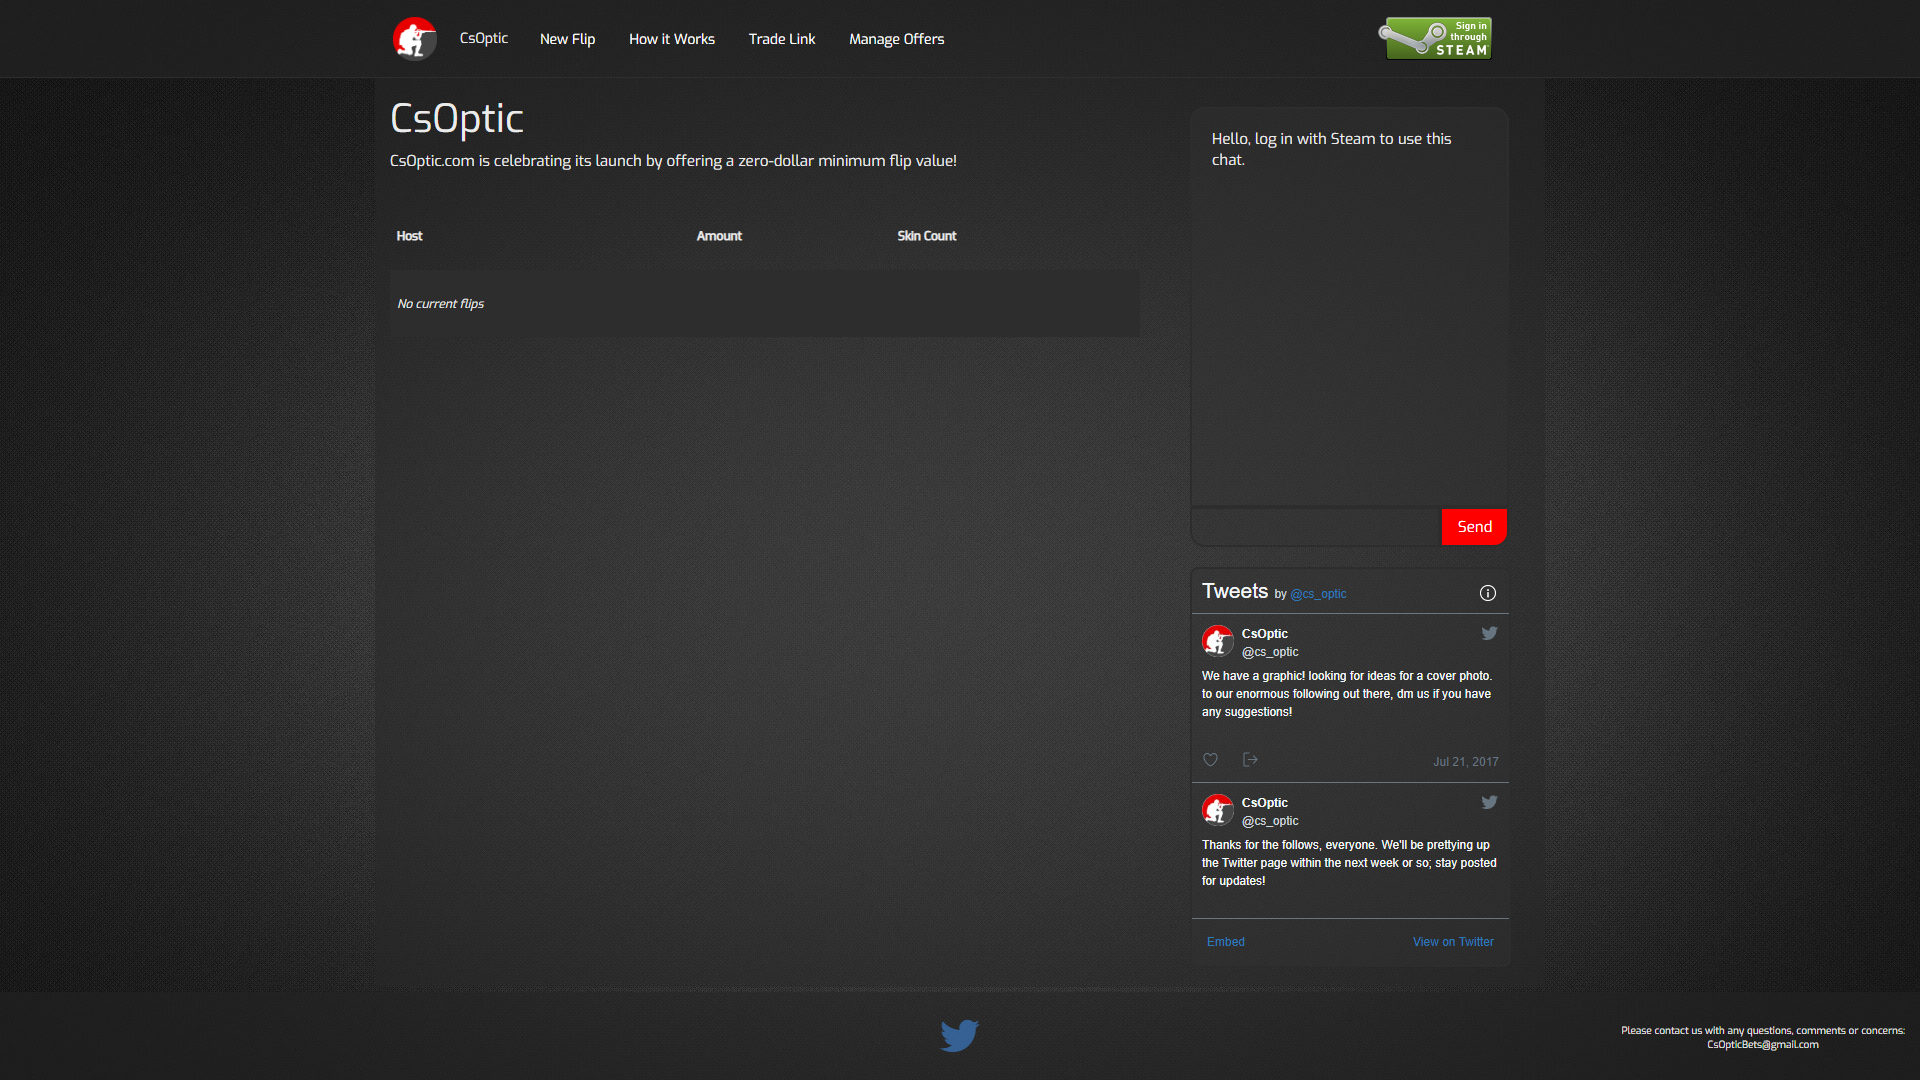 CsOptic
New Flip
How it Works
Trade Link
Manage Offers
Sign in
through
STEAM
CsOptic
CsOptic.com is celebrating its launch by offering a zero-dollar minimum flip value!
Host
Amount
Skin Count
No current flips
Hello, log in with Steam to use this
chat.
Send
Tweets by @cs_optic
CsOptic
@cs_optic
We have a graphic! looking for ideas for a cover photo.
to our enormous following out there, dm us if you have
any suggestions!
Jul 21, 2017
CsOptic
@cs_optic
Thanks for the follows, everyone. We'll be prettying up
the Twitter page within the next week or so; stay posted
for updates!
Embed
View on Twitter
Please contact us with any questions, comments or concerns:
CsOpticBets@gmail.com